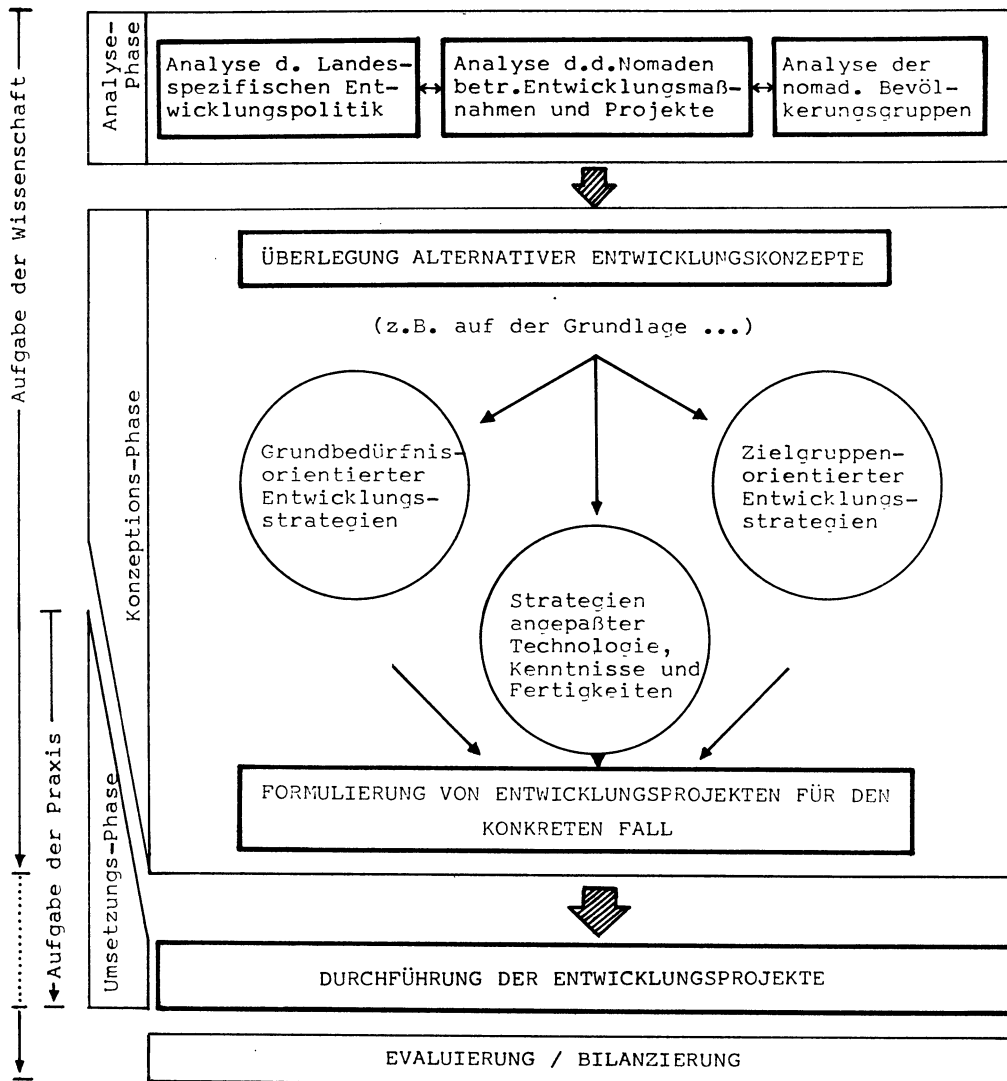 Aufgabe der Wissenschaft
Aufgabe der Praxis
Analyse-
Phase
Analyse d. Landes-
spezifischen Ent-
wicklungspolitik
Analyse d.d.Nomaden
betr.Entwicklungsmaß-
nahmen und Projekte
Analyse der
nomad. Bevöl-
kerungsgruppen
Konzeptions-Phase
ÜBERLEGUNG ALTERNATIVER ENTWICKLUNGSKONZEPTE
(z.B. auf der Grundlage ...)
Grundbedürfnis-
orientierter
Entwicklungs-
strategien
Zielgruppen-
orientierter
Entwicklungs-
strategien
Strategien
angepaßter
Technologie,
Kenntnisse und
Fertigkeiten
FORMULIERUNG VON ENTWICKLUNGSPROJEKTEN FÜR DEN
KONKRETEN FALL
Umsetzungs-Phase
DURCHFÜHRUNG DER ENTWICKLUNGSPROJEKTE
EVALUIERUNG / BILANZIERUNG